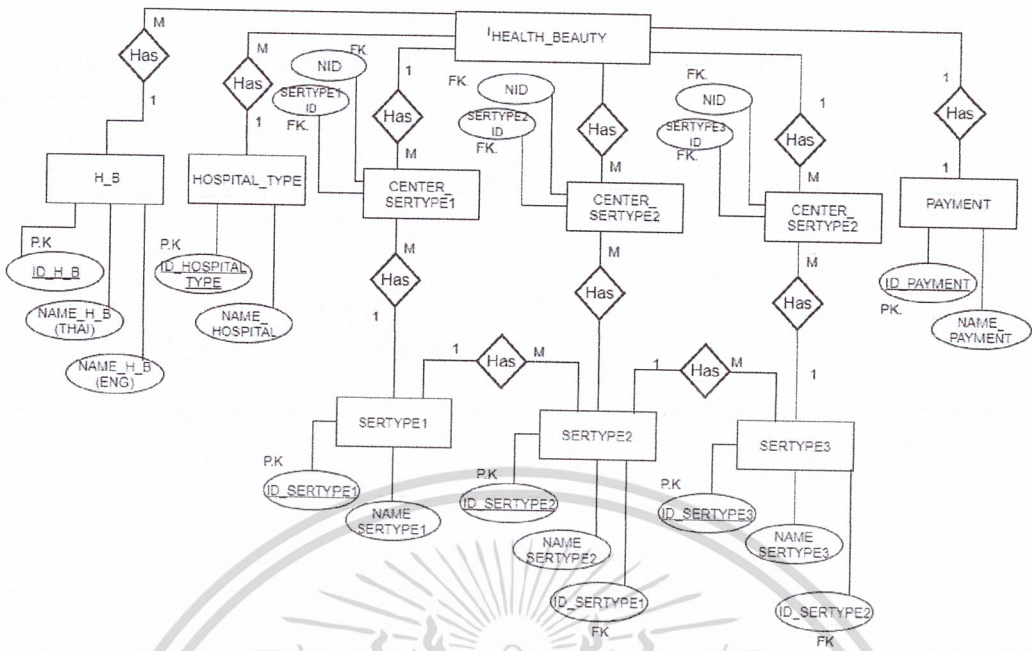 M
1
HEALTH_BEAUTY
Has
1
M
Has
1
FK.
NID
SERTYPE1
ID
FK.
1
Has
M
FK.
NID
SERTYPE2
ID
FK.
Has
M
FK.
NID
SERTYPE3
ID
FK.
1
Has
M
1
Has
1
H_B
HOSPITAL_TYPE
CENTER_
SERTYPE1
CENTER_
SERTYPE2
CENTER_
SERTYPE2
PAYMENT
P.K
ID_H_B
NAME_H_B
(THAI)
NAME_H_B
(ENG)
P.K
ID_HOSPITAL
TYPE
NAME_
HOSPITAL
M
Has
1
M
Has
M
Has
1
ID_PAYMENT
PK.
NAME_
PAYMENT
1
Has
M
1
Has
M
SERTYPE1
SERTYPE2
SERTYPE3
P.K
ID_SERTYPE1
NAME
SERTYPE1
P.K
ID_SERTYPE2
NAME
SERTYPE2
ID_SERTYPE1
FK
P.K
ID_SERTYPE3
NAME
SERTYPE3
ID_SERTYPE2
FK